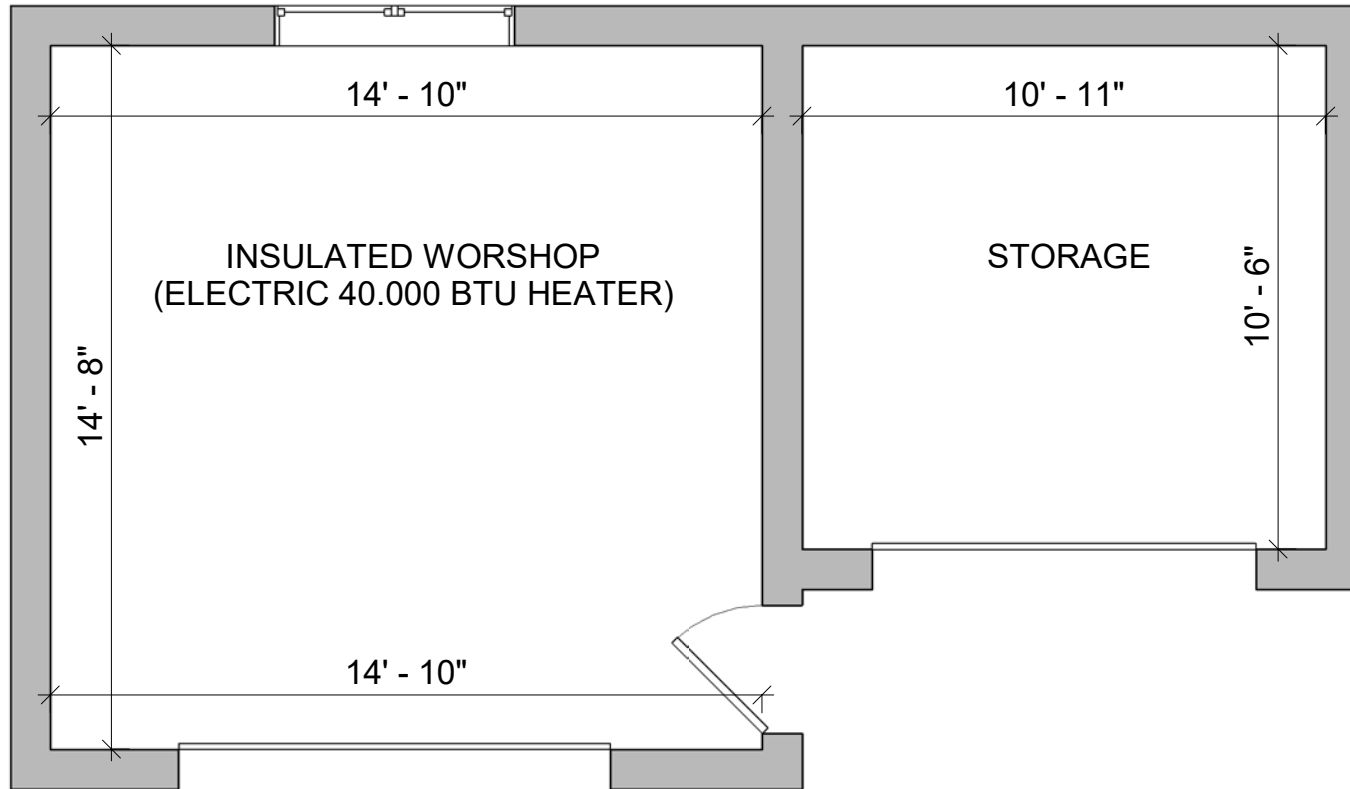 14' - 10"
10' - 11"
INSULATED WORSHOP
(ELECTRIC 40.000 BTU HEATER)
STORAGE
10' - 6"
14' - 8"
14' - 10"